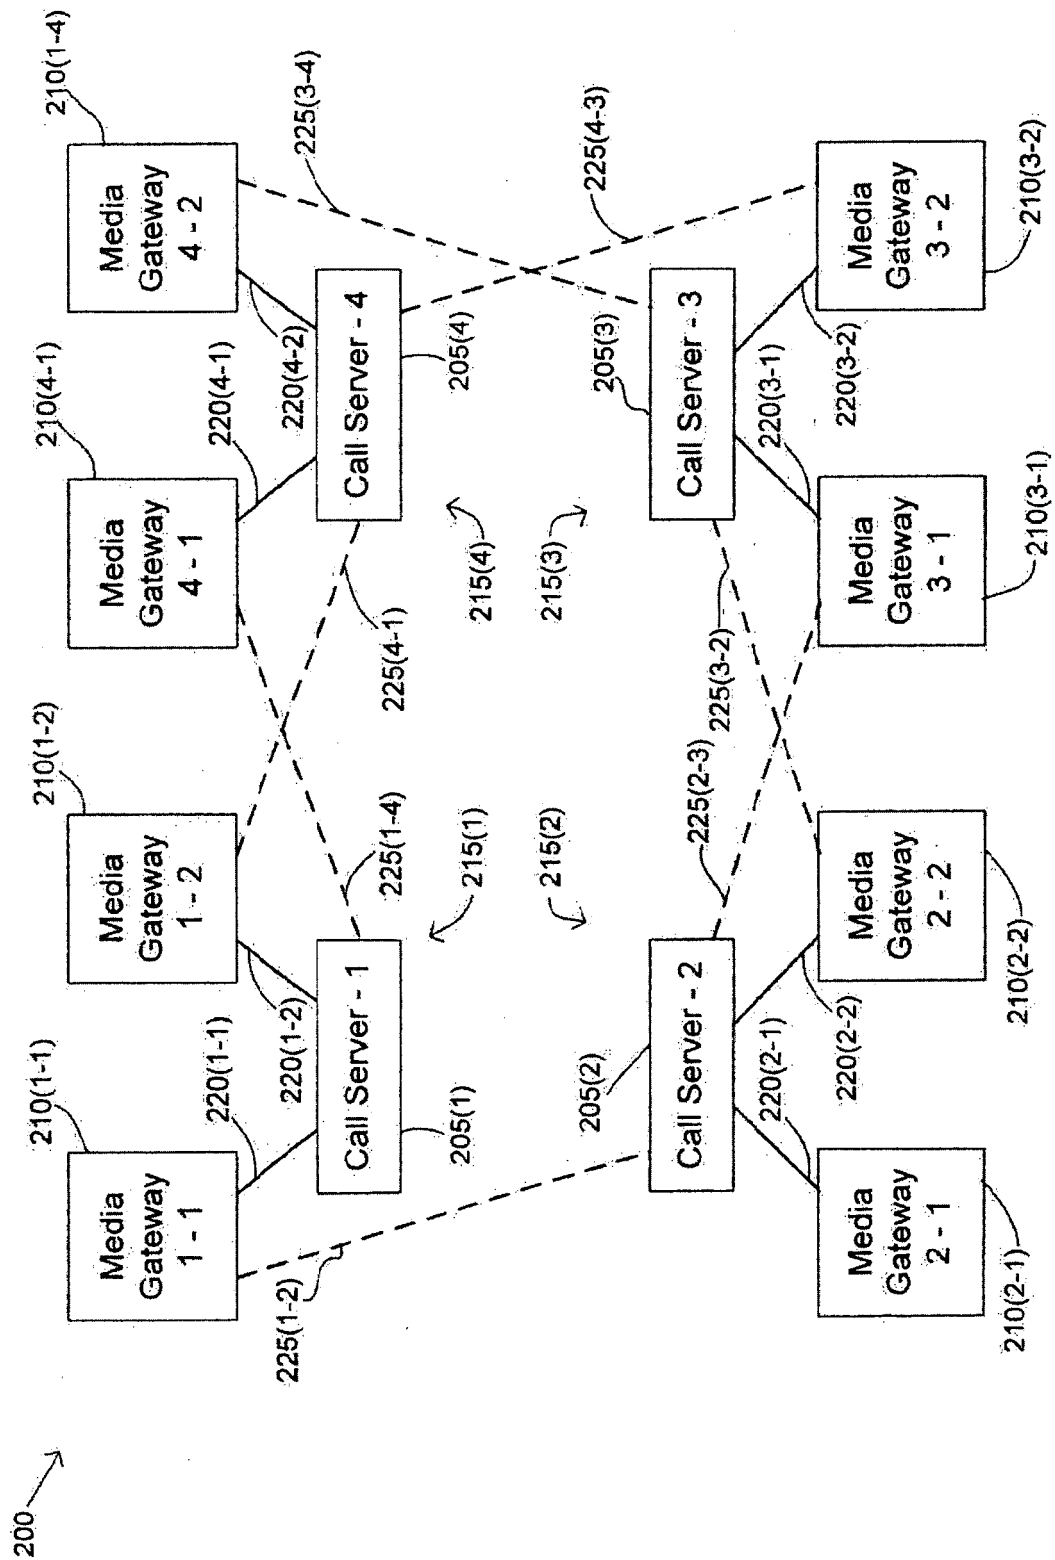 200
210(1-1)
210(1-2)
210(4-1)
210(1-4)
Media
Gateway
1 - 1
Media
Gateway
1 - 2
Media
Gateway
4 - 1
Media
Gateway
4 - 2
220(1-1)
220(4-1)
225(3-4)
225(1-2)
220(1-2)
220(4-2)
Call Server - 1
Call Server - 4
225(1-4)
225(4-1)
205(1)
205(4)
215(1)
215(4)
215(2)
215(3)
205(2)
205(3)
225(4-3)
Call Server - 2
Call Server - 3
225(2-3)
225(3-2)
220(2-1)
220(3-1)
220(2-2)
220(3-2)
Media
Gateway
2 - 1
Media
Gateway
2 - 2
Media
Gateway
3 - 1
Media
Gateway
3 - 2
210(2-1)
210(2-2)
210(3-1)
210(3-2)